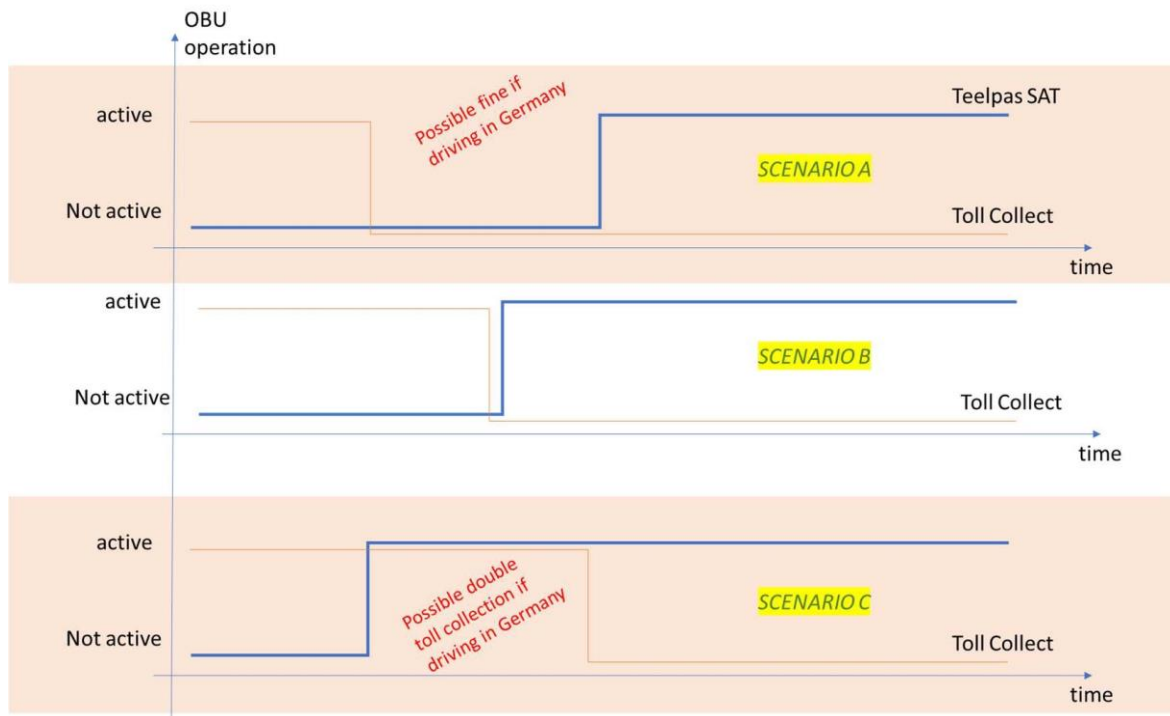 OBU
operation
active
Possible fine if
driving in Germany
Teelpas SAT
SCENARIO A
Not active
Toll Collect
time
active
SCENARIO B
Not active
Toll Collect
time
active
Possible double
toll collection if
driving in Germany
SCENARIO C
Not active
Toll Collect
time